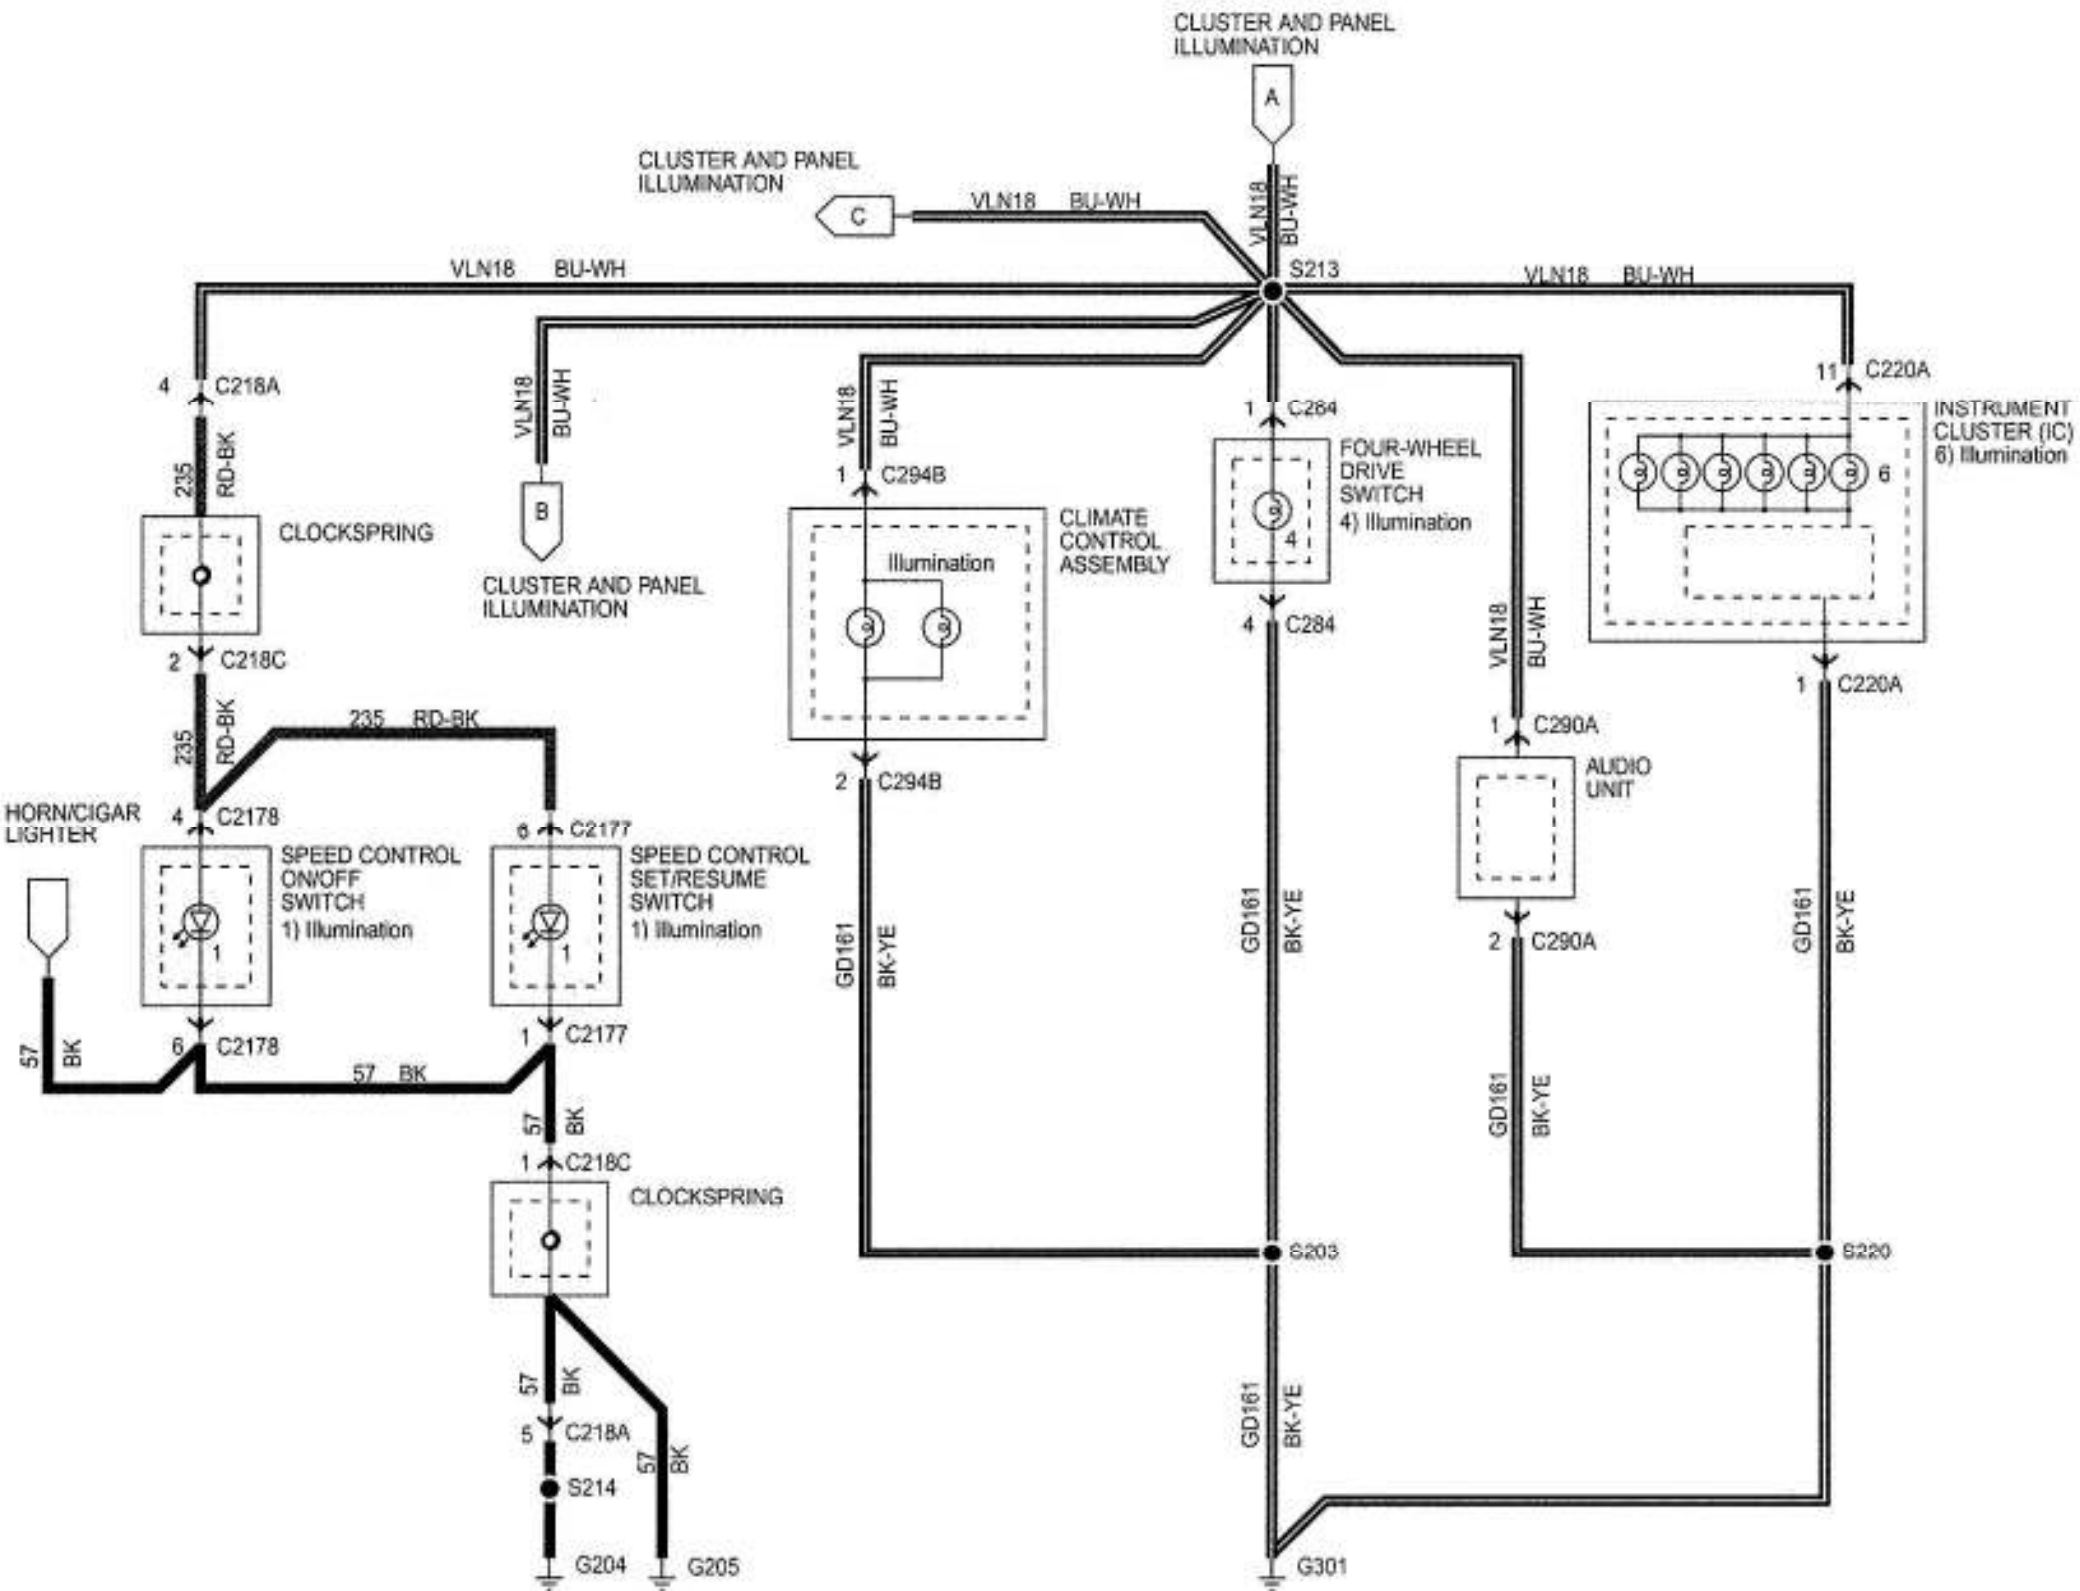 CLUSTER AND PANEL
ILLUMINATION
A
CLUSTER AND PANEL
ILLUMINATION
C
VLN18 BU-WH
VLN18
BU-WH
S213
VLN18 BU-WH
VLN18 BU-WH
4 C218A
235
RD-BK
CLOCKSPRING
2 C218C
235
RD-BK
235 RD-BK
VLN18
BU-WH
B
CLUSTER AND PANEL
ILLUMINATION
VLN18
BU-WH
1 C294B
CLIMATE
CONTROL
ASSEMBLY
Illumination
2 C294B
1 C284
FOUR-WHEEL
DRIVE
SWITCH
4) Illumination
4
4 C284
11 C220A
INSTRUMENT
CLUSTER (IC)
6) Illumination
6
1 C220A
VLN18
BU-WH
1 C290A
AUDIO
UNIT
2 C290A
HORN/CIGAR
LIGHTER
4 C2178
SPEED CONTROL
ON/OFF
SWITCH
1) Illumination
1
6 C2178
6 C2177
SPEED CONTROL
SET/RESUME
SWITCH
1) Illumination
1
1 C2177
57
BK
57 BK
57
BK
1 C218C
CLOCKSPRING
GD161
BK-YE
GD161
BK-YE
GD161
BK-YE
GD161
BK-YE
S203
S220
57
BK
5 C218A
57
BK
S214
G204
G205
GD161
BK-YE
G301